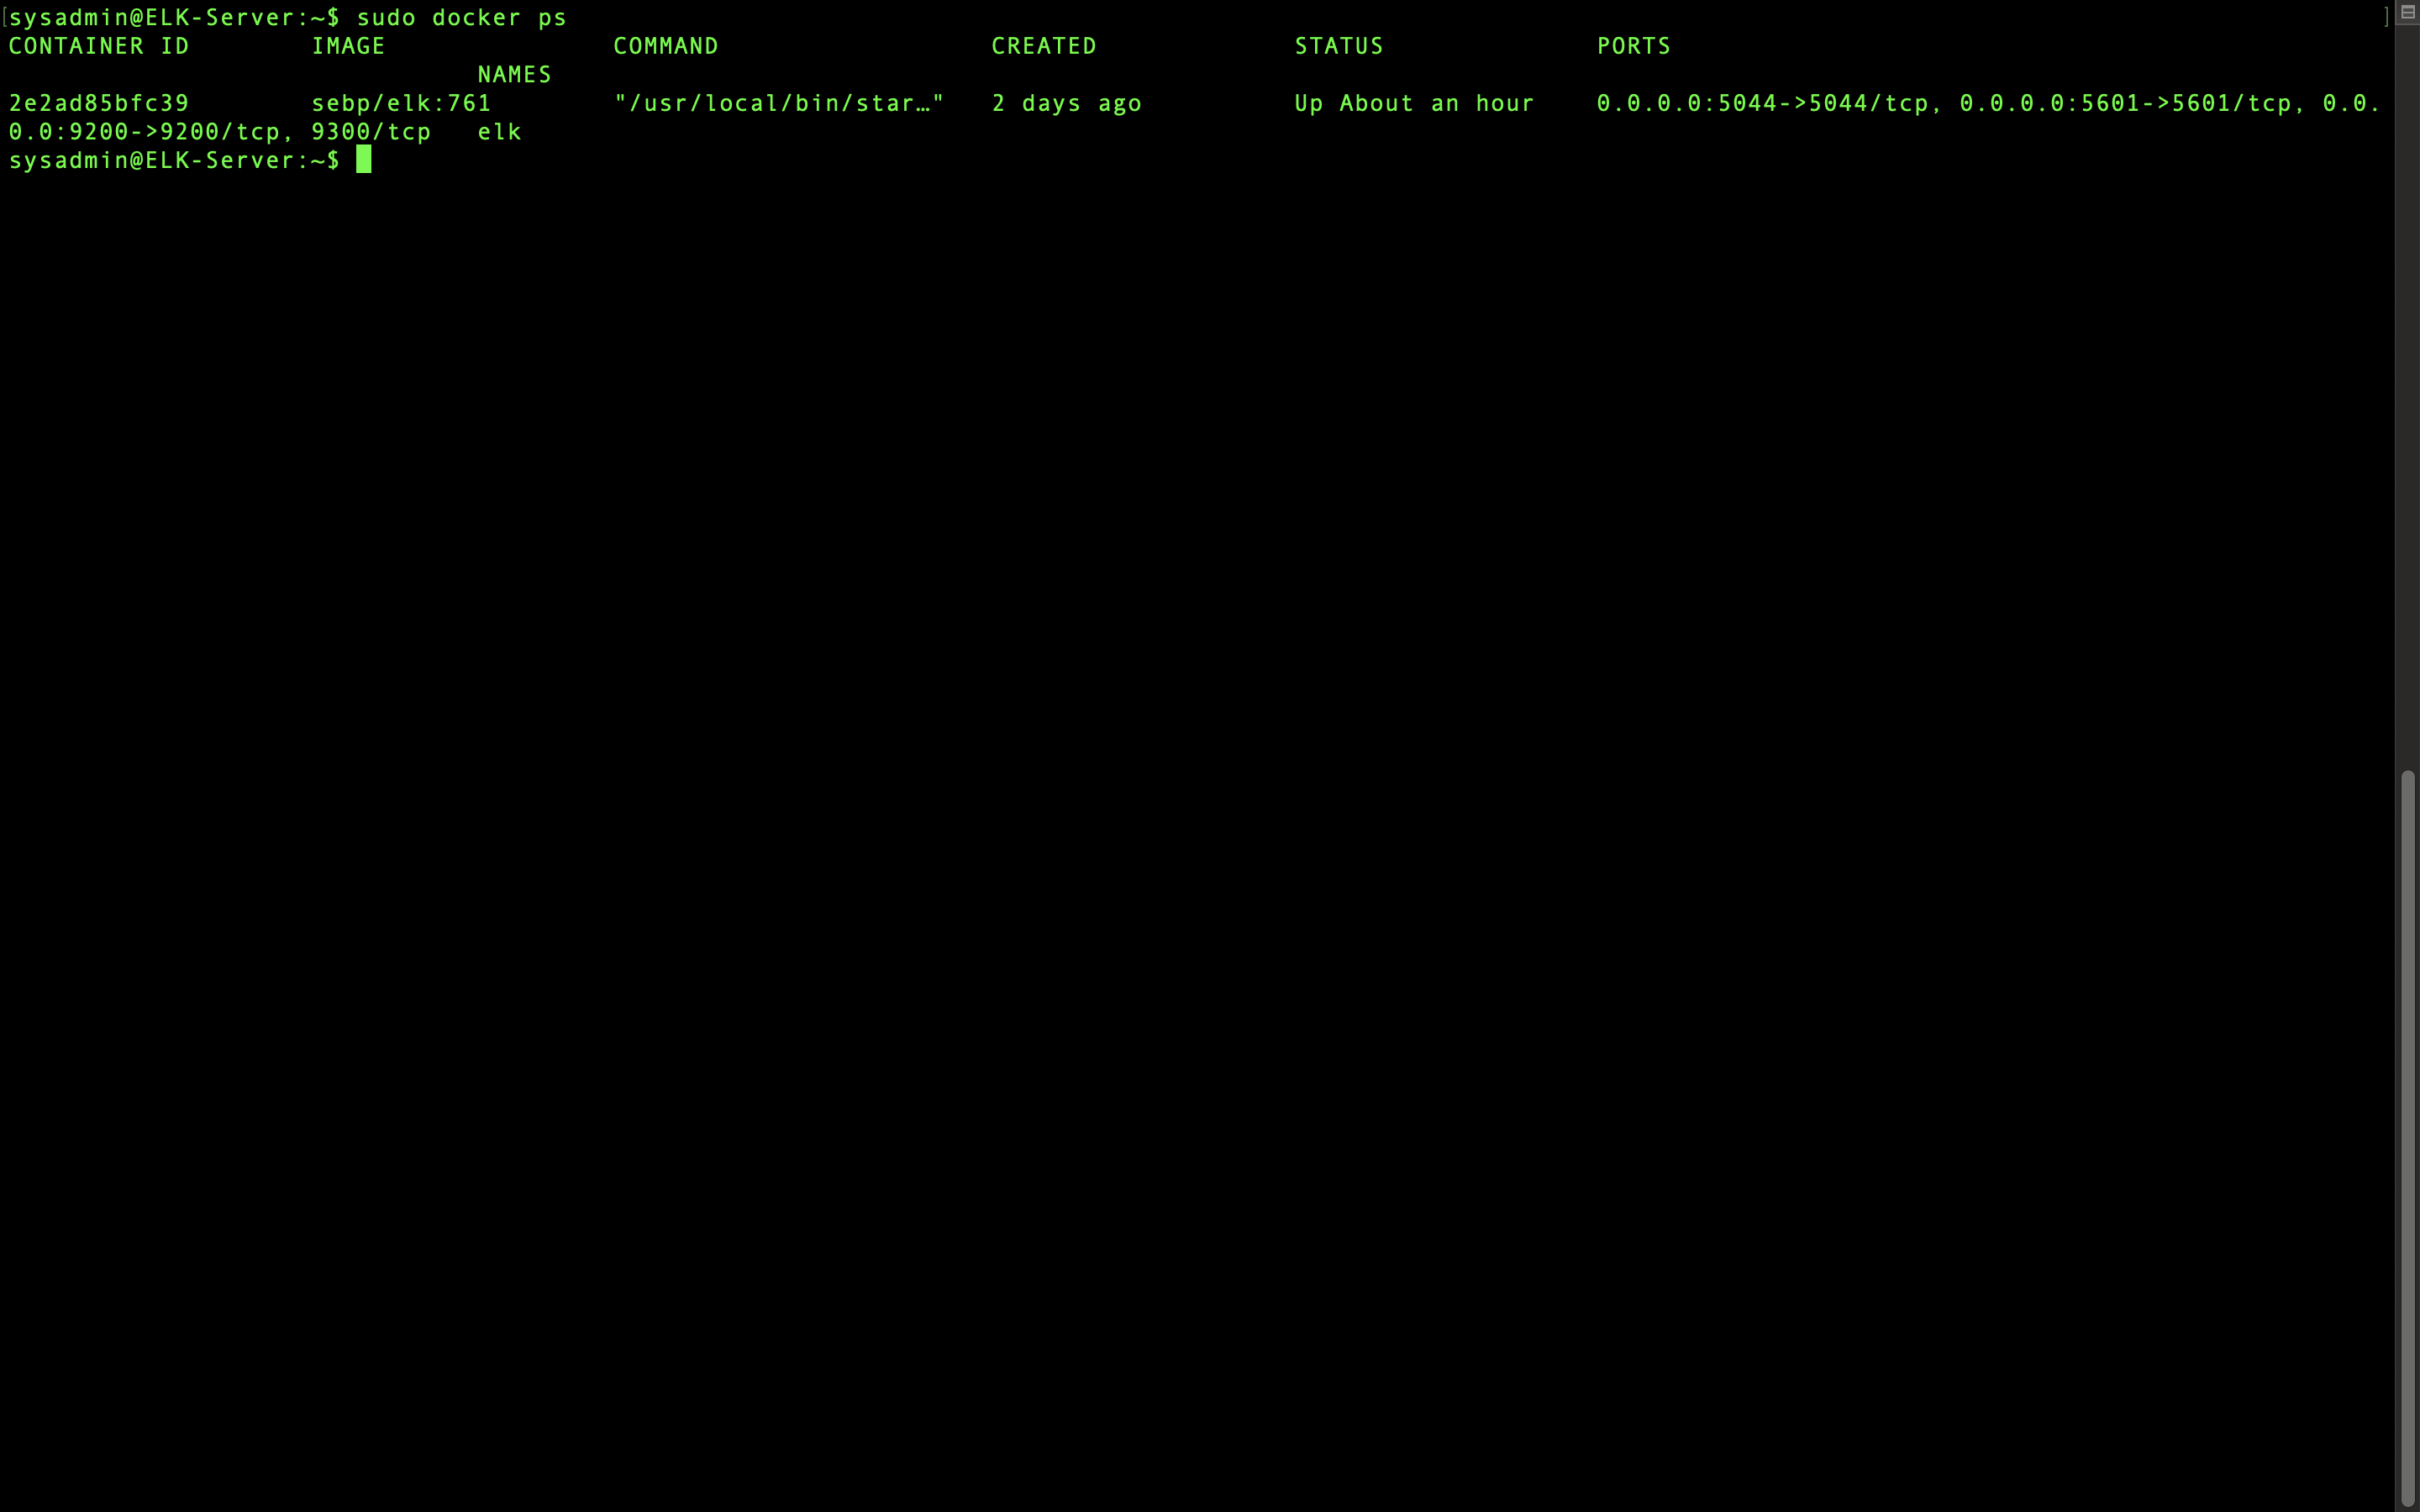 [sysadmin@ELK-Server:~$ sudo docker ps ]
CONTAINER ID        IMAGE               COMMAND                  CREATED             STATUS              PORTS
                               NAMES
2e2ad85bfc39        sebp/elk:761        "/usr/local/bin/star…"   2 days ago          Up About an hour    0.0.0.0:5044->5044/tcp, 0.0.0.0:5601->5601/tcp, 0.0.
0.0:9200->9200/tcp, 9300/tcp   elk
sysadmin@ELK-Server:~$